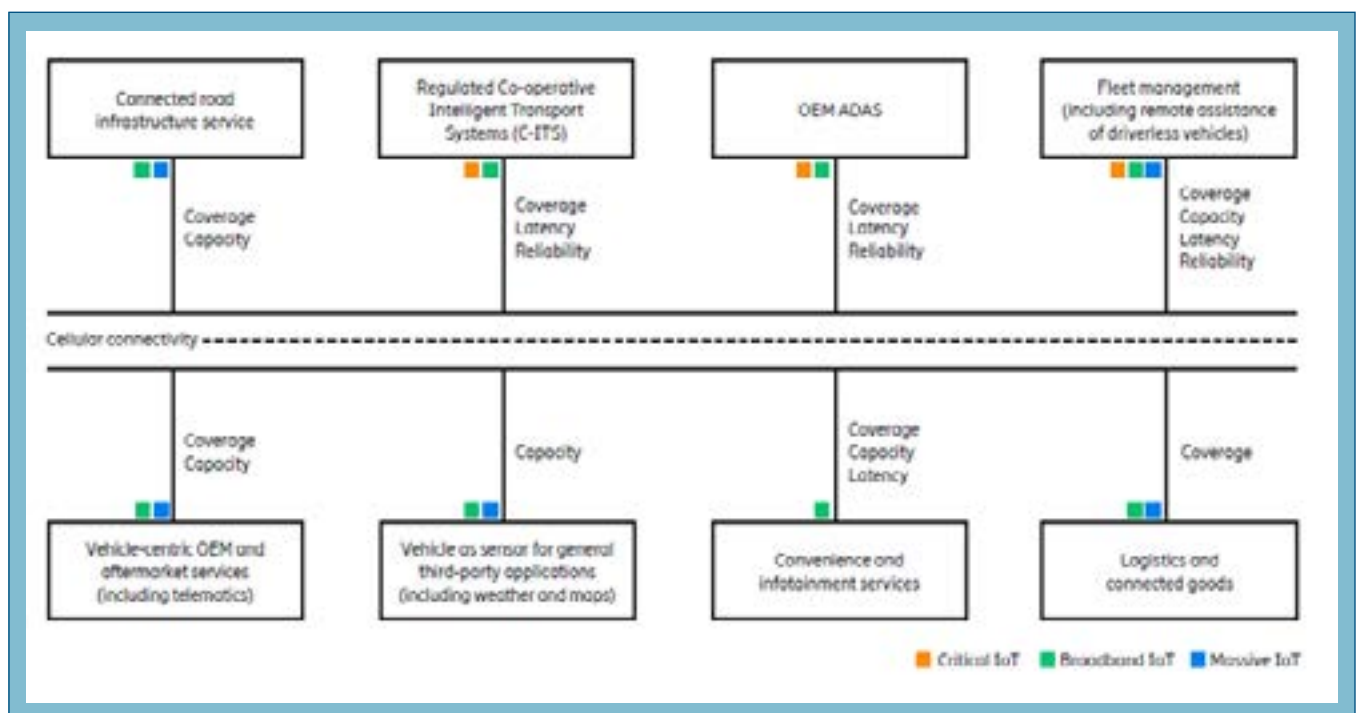 Connected road
infrastructure service
Regulated Co-operative
Intelligent Transport
Systems (C-ITS)
OEM ADAS
Fleet management
(including remote assistance
of driverless vehicles)
Coverage
Capacity
Coverage
Latency
Reliability
Coverage
Latency
Reliability
Coverage
Capacity
Latency
Reliability
Cellular connectivity
Coverage
Capacity
Capacity
Coverage
Capacity
Latency
Coverage
Vehicle-centric OEM and
aftermarket services
(including telematics)
Vehicle as sensor for general
third-party applications
(including weather and maps)
Convenience and
infotainment services
Logistics and
connected goods
Critical IoT
Broadband IoT
Massive IoT